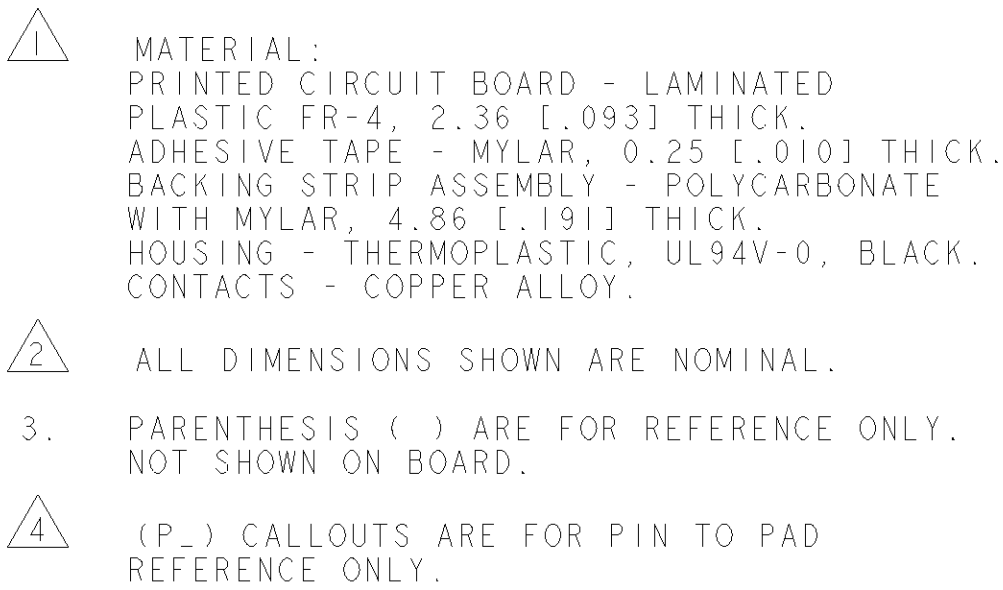 1 MATERIAL:
PRINTED CIRCUIT BOARD - LAMINATED
PLASTIC FR-4, 2.36 [.093] THICK.
ADHESIVE TAPE - MYLAR, 0.25 [.010] THICK.
BACKING STRIP ASSEMBLY - POLYCARBONATE
WITH MYLAR, 4.86 [.191] THICK.
HOUSING - THERMOPLASTIC, UL94V-0, BLACK.
CONTACTS - COPPER ALLOY.
2 ALL DIMENSIONS SHOWN ARE NOMINAL.
3. PARENTHESIS ( ) ARE FOR REFERENCE ONLY.
NOT SHOWN ON BOARD.
4 (P_) CALLOUTS ARE FOR PIN TO PAD
REFERENCE ONLY.